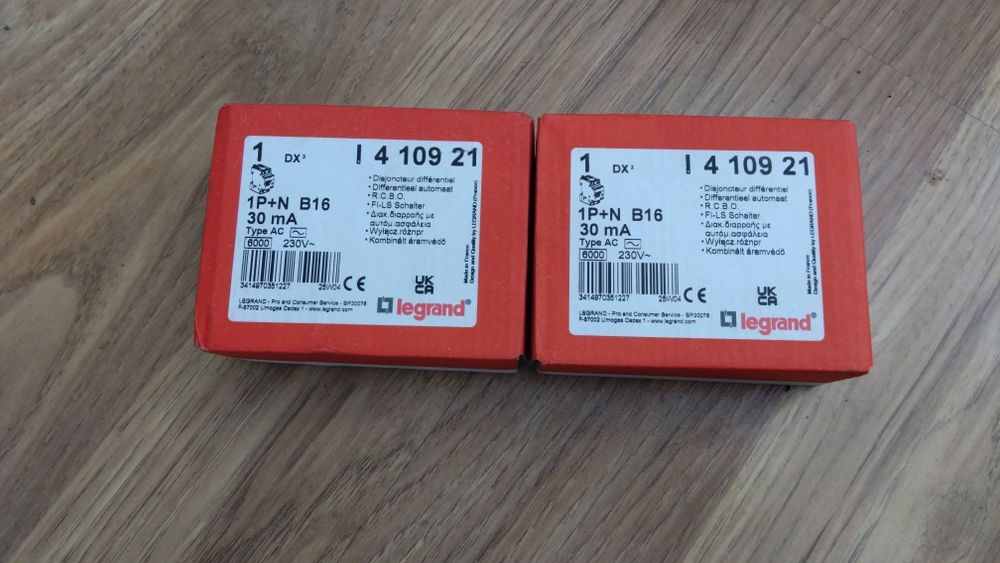 1 DX³ 4 109 21
• Disjoncteur différentiel
• Differentieel automaat
• R.C.B.O.
• FI-LS Schalter
• Διακ.διαρροής με
αυτόμ.ασφάλεια
• Wyłącz.różnpr
• Kombinált áramvédő
1P+N B16
30 mA
Type AC
6000 230V~
3414970351227 25W04
CE
UK
CA
legrand®
LEGRAND - Pro and Consumer Service - BP30076
F-87002 Limoges Cedex 1 - www.legrand.com
Made in France
Design and Quality by LEGRAND (France)
1 DX³ 4 109 21
• Disjoncteur différentiel
• Differentieel automaat
• R.C.B.O.
• FI-LS Schalter
• Διακ.διαρροής με
αυτόμ.ασφάλεια
• Wyłącz.różnpr
• Kombinált áramvédő
1P+N B16
30 mA
Type AC
6000 230V~
3414970351227 25W04
CE
UK
CA
legrand®
LEGRAND - Pro and Consumer Service - BP30076
F-87002 Limoges Cedex 1 - www.legrand.com
Made in France
Design and Quality by LEGRAND (France)